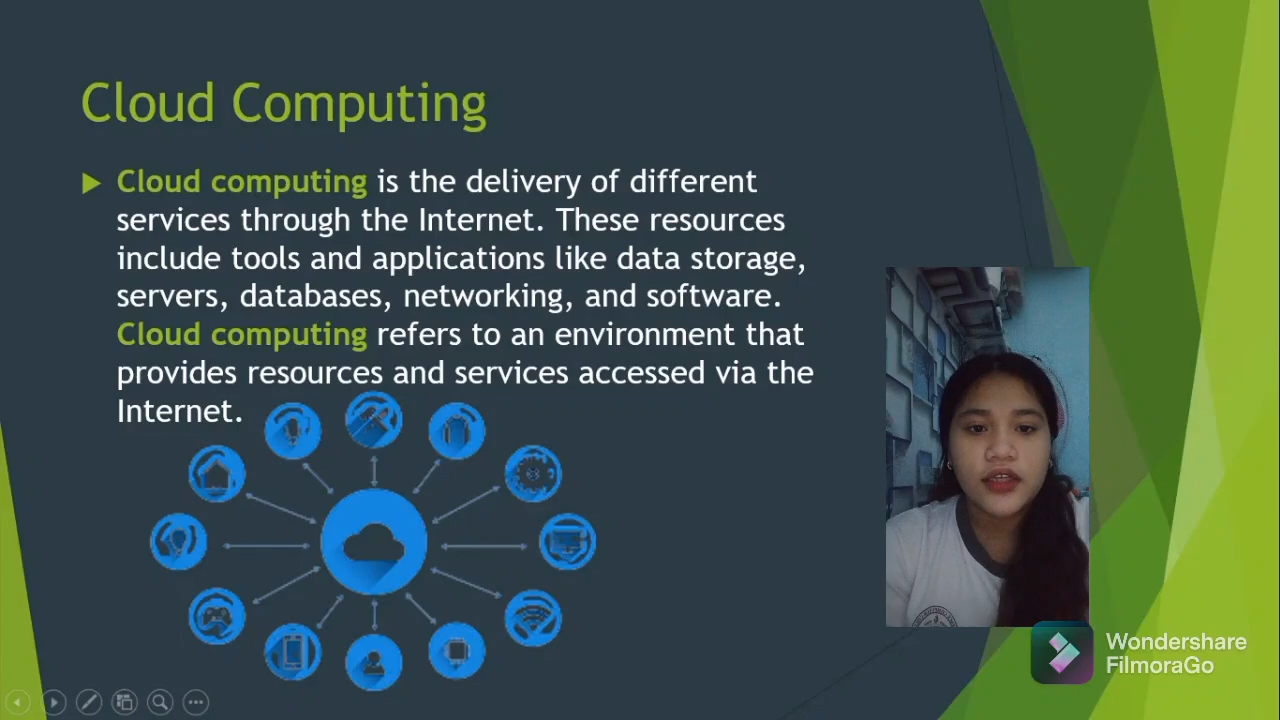 Cloud Computing
Cloud computing is the delivery of different
services through the Internet. These resources
include tools and applications like data storage,
servers, databases, networking, and software.
Cloud computing refers to an environment that
provides resources and services accessed via the
Internet.
Wondershare
FilmoraGo